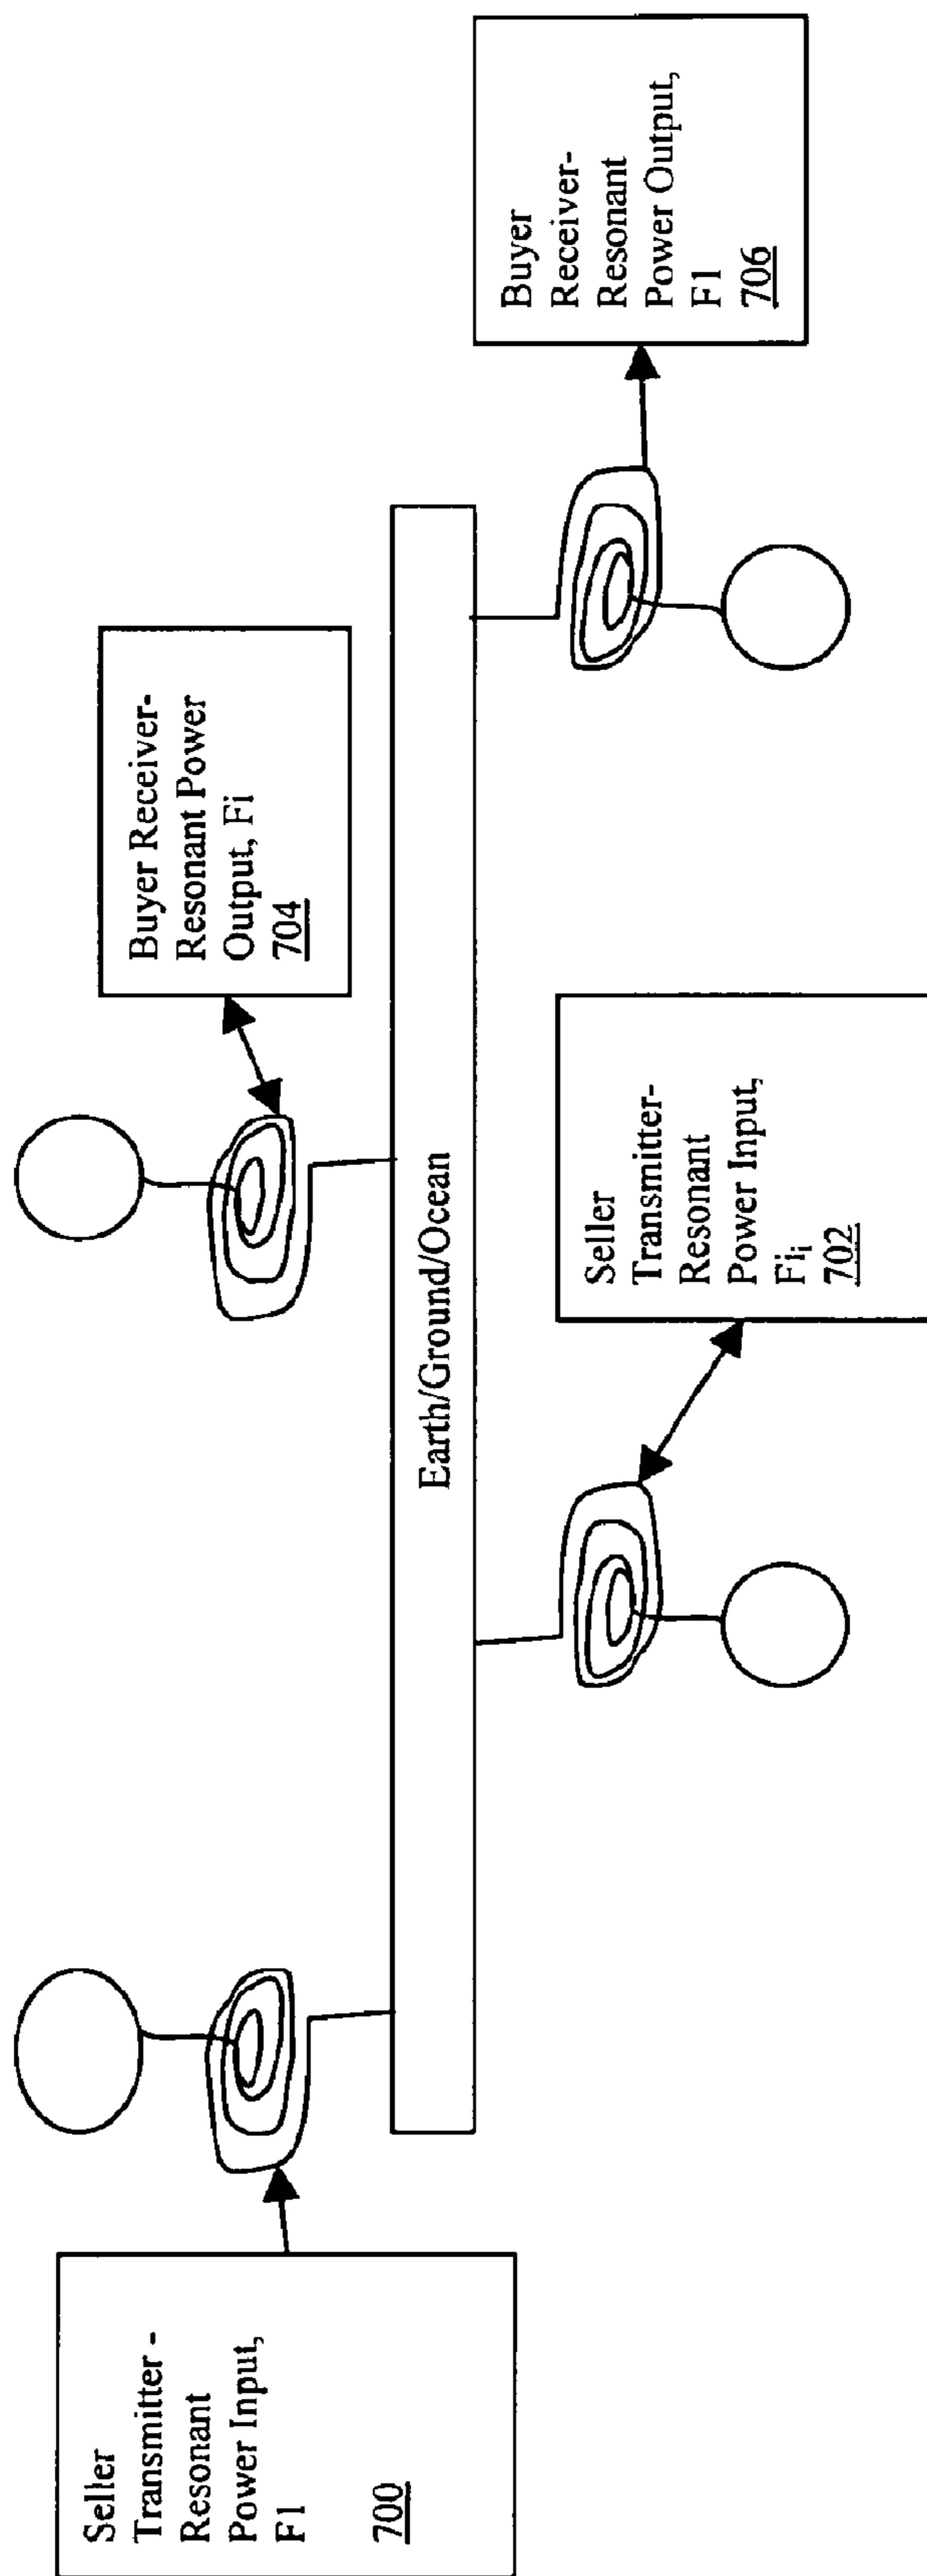 Seller
Transmitter -
Resonant
Power Input,
F1
700
Buyer Receiver-
Resonant Power
Output, Fi
704
Earth/Ground/Ocean
Seller
Transmitter-
Resonant
Power Input,
Fiᵢ
702
Buyer
Receiver-
Resonant
Power Output,
F1
706